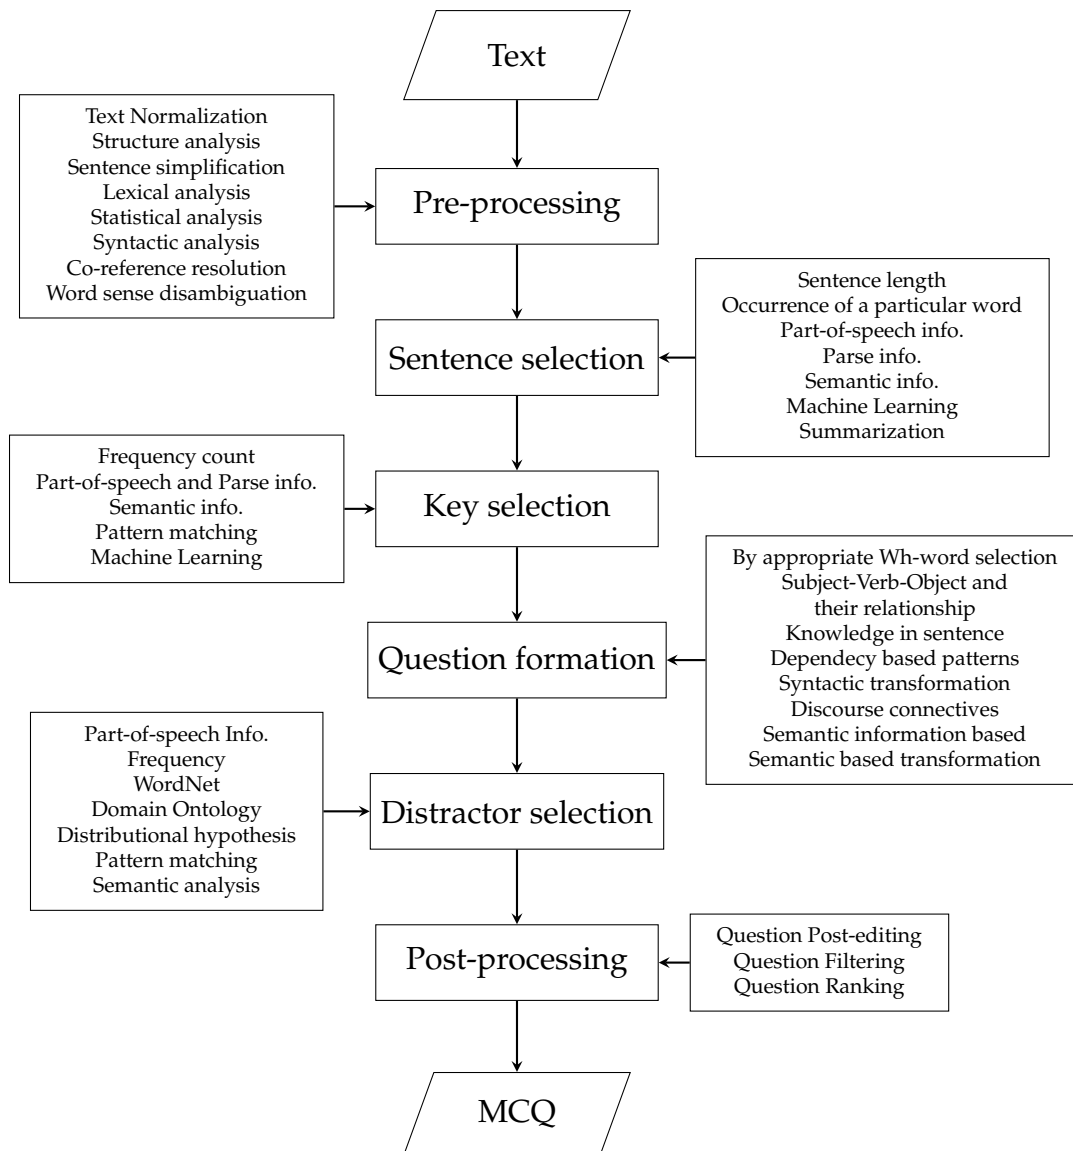 Text
Text Normalization
Structure analysis
Sentence simplification
Lexical analysis
Statistical analysis
Syntactic analysis
Co-reference resolution
Word sense disambiguation
Pre-processing
Sentence length
Occurrence of a particular word
Part-of-speech info.
Parse info.
Semantic info.
Machine Learning
Summarization
Sentence selection
Frequency count
Part-of-speech and Parse info.
Semantic info.
Pattern matching
Machine Learning
Key selection
By appropriate Wh-word selection
Subject-Verb-Object and
their relationship
Knowledge in sentence
Dependecy based patterns
Syntactic transformation
Discourse connectives
Semantic information based
Semantic based transformation
Question formation
Part-of-speech Info.
Frequency
WordNet
Domain Ontology
Distributional hypothesis
Pattern matching
Semantic analysis
Distractor selection
Question Post-editing
Question Filtering
Question Ranking
Post-processing
MCQ